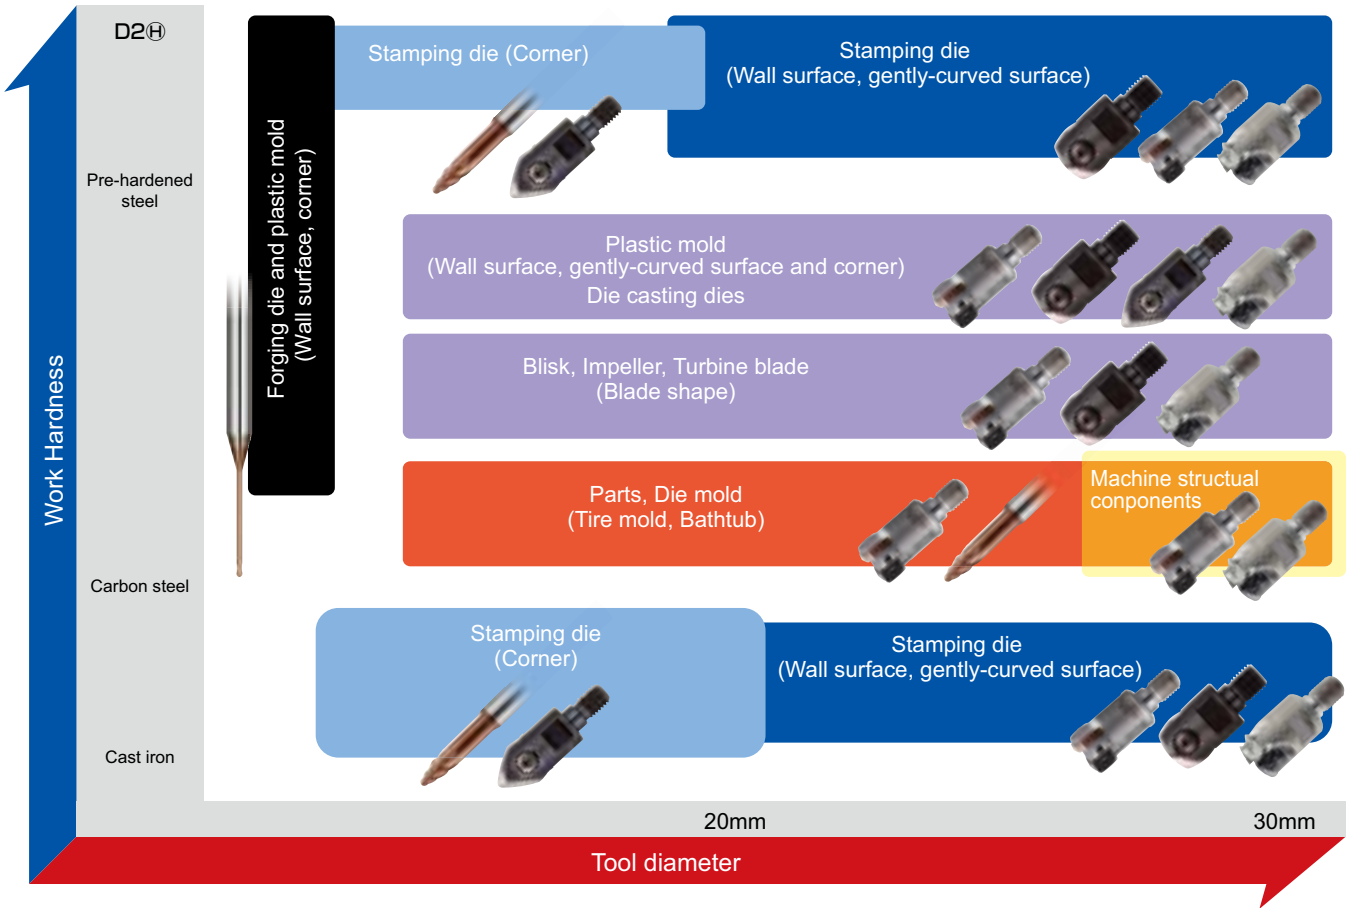 D2Ⓗ
Stamping die (Corner)
Stamping die
(Wall surface, gently-curved surface)
Forging die and plastic mold
(Wall surface, corner)
Pre-hardened
steel
Plastic mold
(Wall surface, gently-curved surface and corner)
Die casting dies
Blisk, Impeller, Turbine blade
(Blade shape)
Work Hardness
Parts, Die mold
(Tire mold, Bathtub)
Machine structual
conponents
Carbon steel
Stamping die
(Corner)
Stamping die
(Wall surface, gently-curved surface)
Cast iron
20mm
30mm
Tool diameter